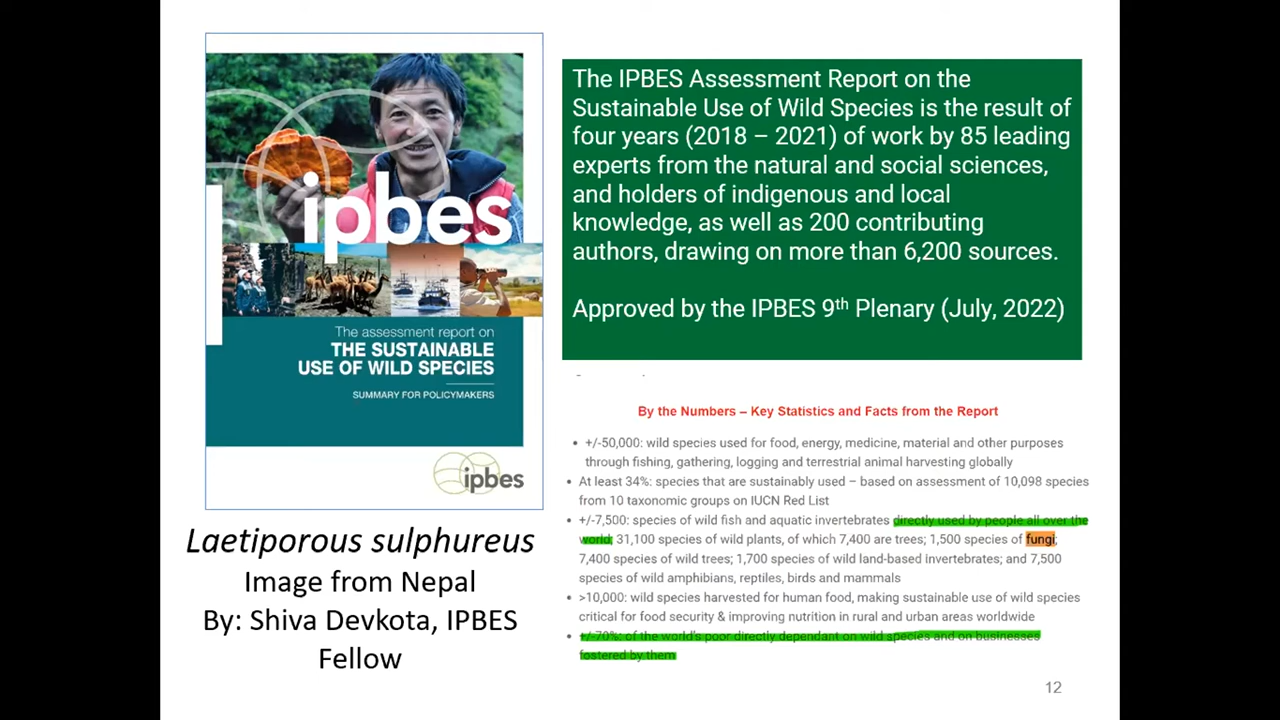 ipbes
The assessment report on
THE SUSTAINABLE
USE OF WILD SPECIES
SUMMARY FOR POLICYMAKERS
ipbes
Laetiporous sulphureus
Image from Nepal
By: Shiva Devkota, IPBES
Fellow
The IPBES Assessment Report on the
Sustainable Use of Wild Species is the result of
four years (2018 – 2021) of work by 85 leading
experts from the natural and social sciences,
and holders of indigenous and local
knowledge, as well as 200 contributing
authors, drawing on more than 6,200 sources.
Approved by the IPBES 9th Plenary (July, 2022)
By the Numbers – Key Statistics and Facts from the Report
• +/-50,000: wild species used for food, energy, medicine, material and other purposes
through fishing, gathering, logging and terrestrial animal harvesting globally
• At least 34%: species that are sustainably used – based on assessment of 10,098 species
from 10 taxonomic groups on IUCN Red List
• +/-7,500: species of wild fish and aquatic invertebrates directly used by people all over the
world; 31,100 species of wild plants, of which 7,400 are trees; 1,500 species of fungi;
7,400 species of wild trees; 1,700 species of wild land-based invertebrates; and 7,500
species of wild amphibians, reptiles, birds and mammals
• >10,000: wild species harvested for human food, making sustainable use of wild species
critical for food security & improving nutrition in rural and urban areas worldwide
• +/-70%: of the world's poor directly dependant on wild species and on businesses
fostered by them
12